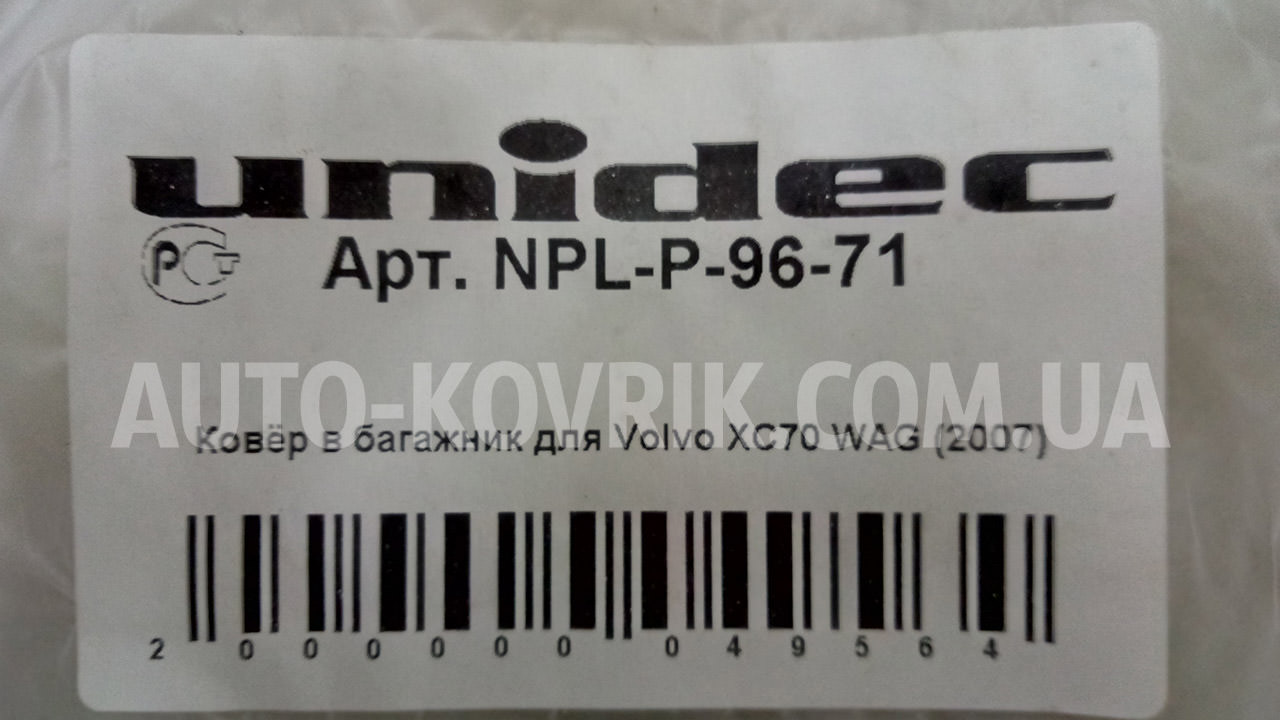 unidec
РСТ Арт. NPL-P-96-71
AUTO-KOVRIK.COM.UA
Ковёр в багажник для Volvo XC70 WAG (2007)
2 000000 049564